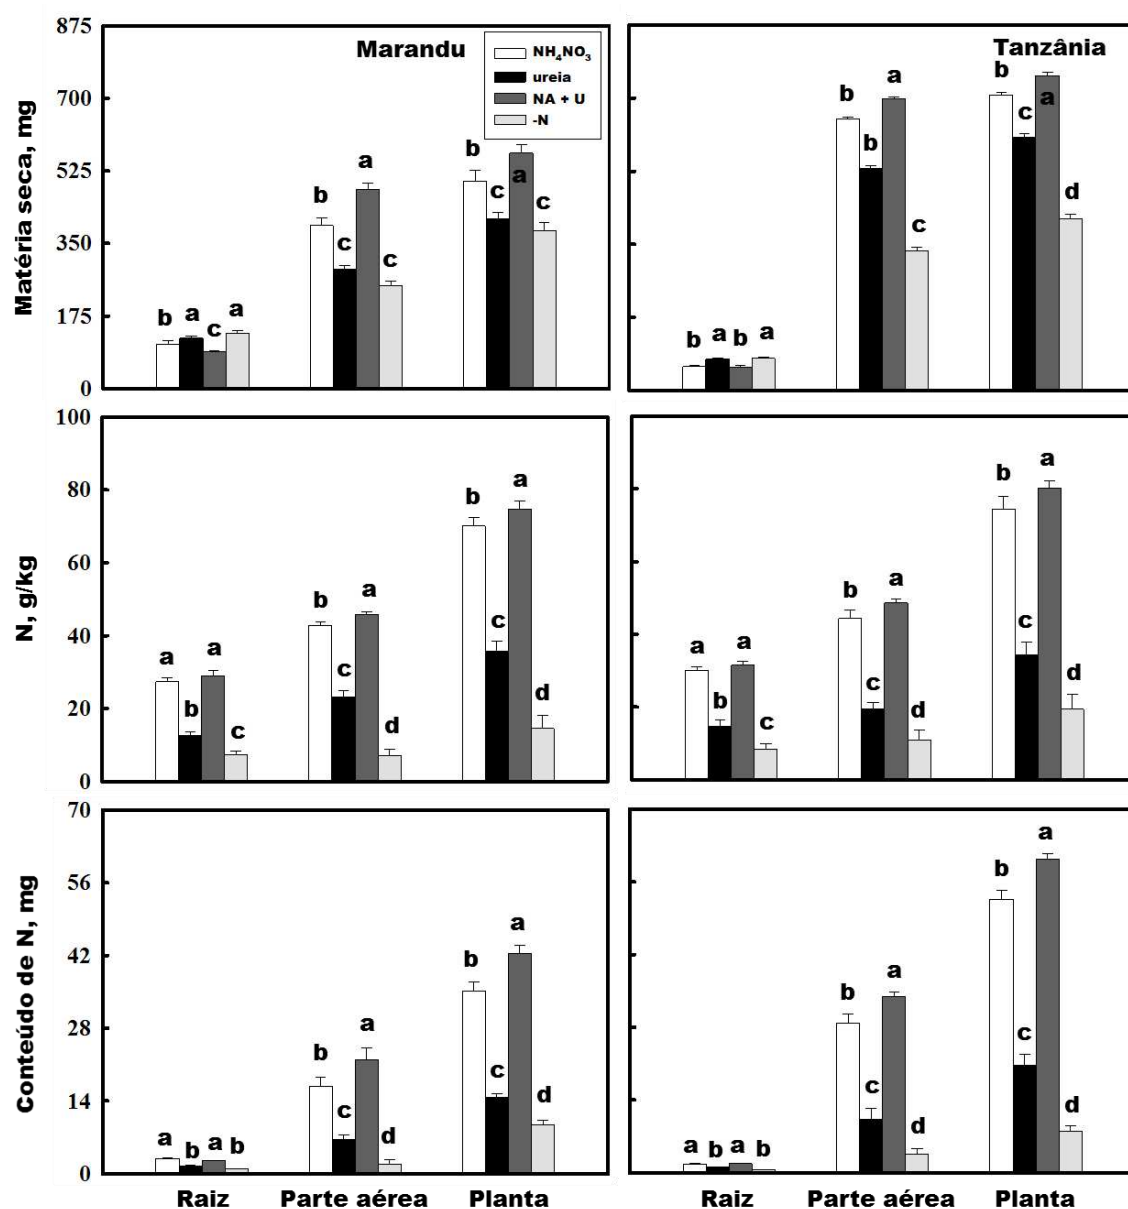 875
700
525
350
175
0
Matéria seca, mg
Marandu
NH4NO3
ureia
NA + U
-N
b
a
c
a
b
c
a
c
b
c
a
c
Tanzânia
b
a
b
a
b
b
a
c
b
c
a
d
100
80
60
40
20
0
N, g/kg
a
b
a
c
b
c
a
d
b
c
a
d
a
b
a
c
b
c
a
d
b
c
a
d
70
56
42
28
14
0
Conteúdo de N, mg
a
b
a
b
b
c
a
d
b
c
a
d
a
b
a
b
b
c
a
d
b
c
a
d
Raiz Parte aérea Planta
Raiz Parte aérea Planta